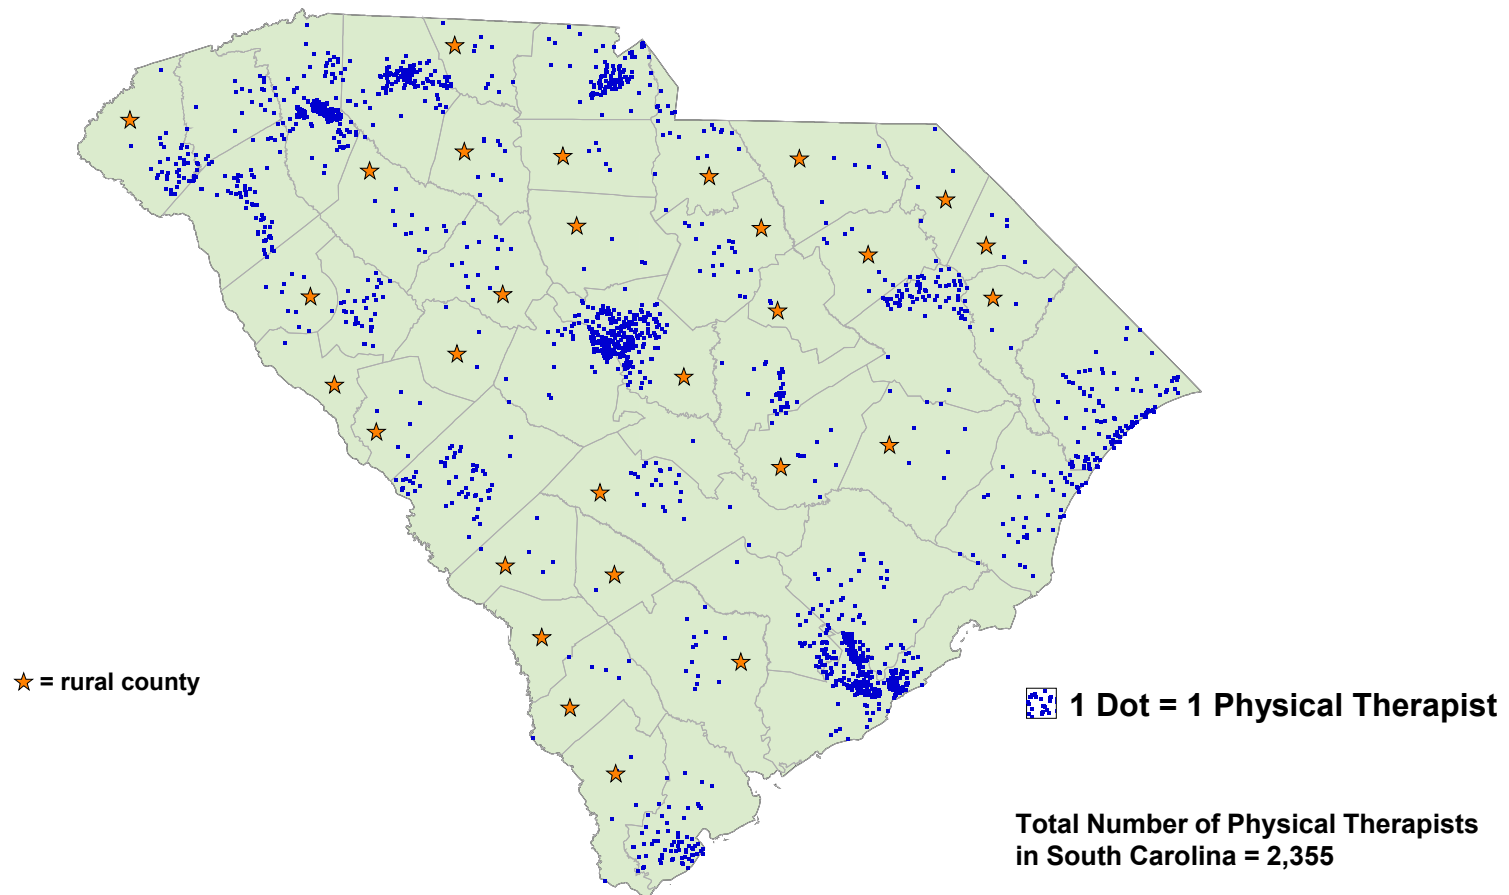 = rural county
1 Dot = 1 Physical Therapist
Total Number of Physical Therapists
in South Carolina = 2,355